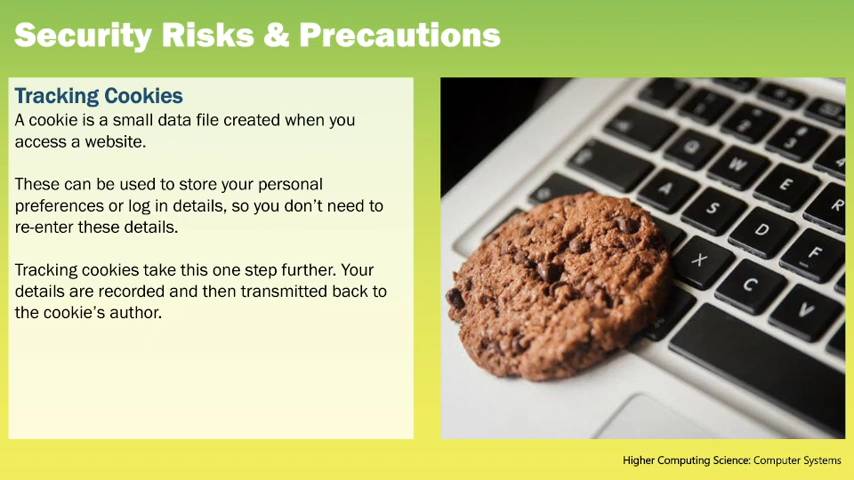 Security Risks & Precautions
Tracking Cookies
A cookie is a small data file created when you
access a website.
These can be used to store your personal
preferences or log in details, so you don’t need to
re-enter these details.
Tracking cookies take this one step further. Your
details are recorded and then transmitted back to
the cookie’s author.
2
3
4
Q
W
E
R
A
S
D
F
X
C
V
Higher Computing Science: Computer Systems